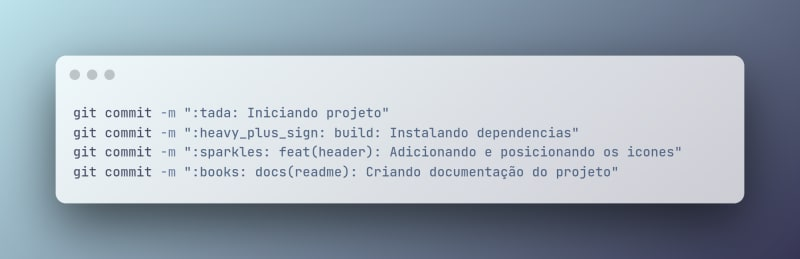 git commit -m ":tada: Iniciando projeto"
git commit -m ":heavy_plus_sign: build: Instalando dependencias"
git commit -m ":sparkles: feat(header): Adicionando e posicionando os icones"
git commit -m ":books: docs(readme): Criando documentação do projeto"